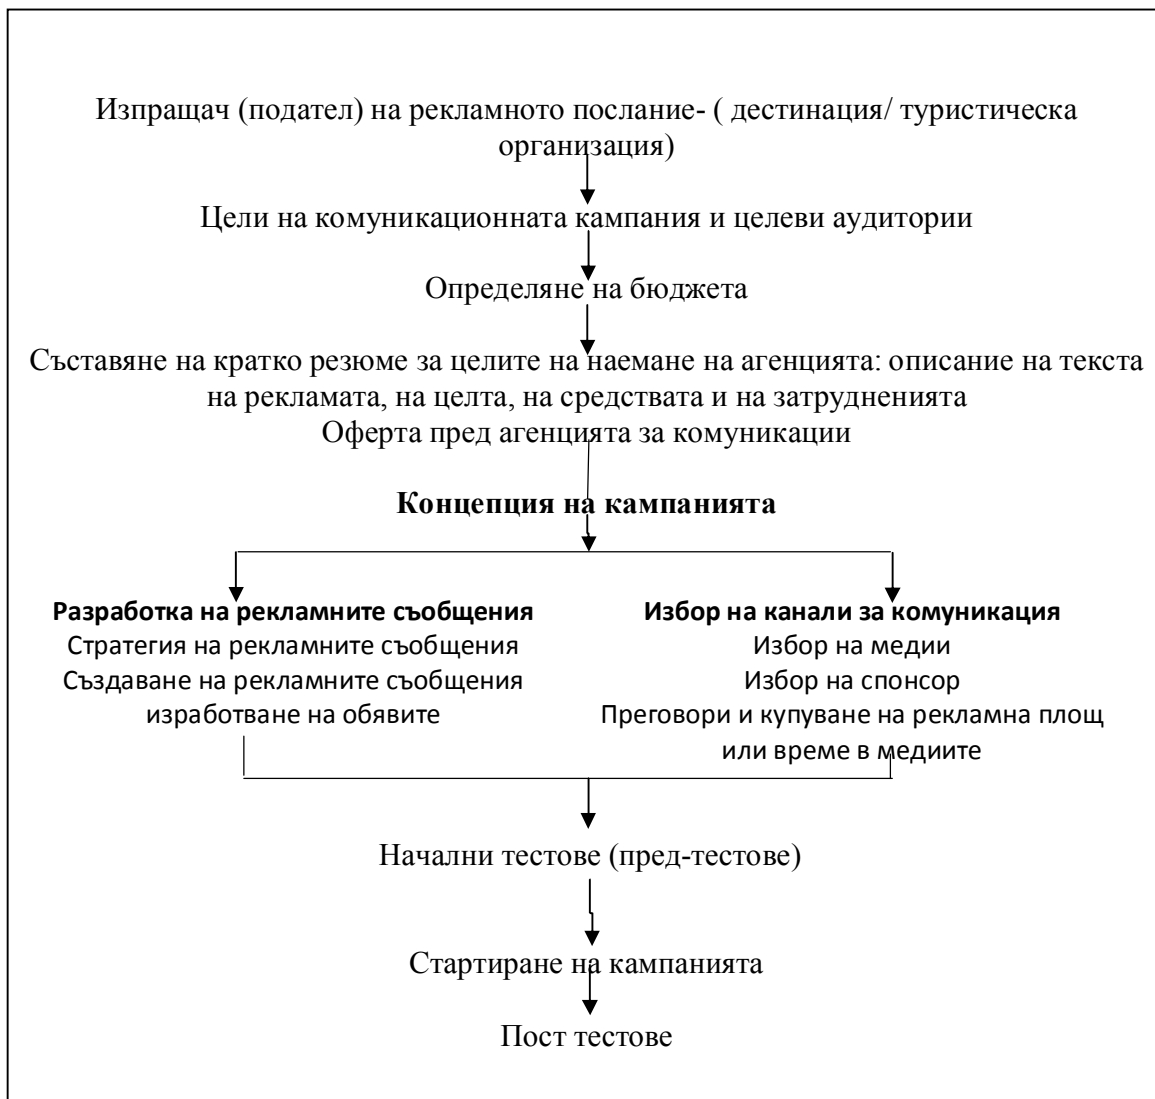 Изпращач (подател) на рекламното послание- ( дестинация/ туристическа
организация)
Цели на комуникационната кампания и целеви аудитории
Определяне на бюджета
Съставяне на кратко резюме за целите на наемане на агенцията: описание на текста
на рекламата, на целта, на средствата и на затрудненията
Оферта пред агенцията за комуникации
Концепция на кампанията
Разработка на рекламните съобщения
Стратегия на рекламните съобщения
Създаване на рекламните съобщения
изработване на обявите
Избор на канали за комуникация
Избор на медии
Избор на спонсор
Преговори и купуване на рекламна площ
или време в медиите
Начални тестове (пред-тестове)
Стартиране на кампанията
Пост тестове